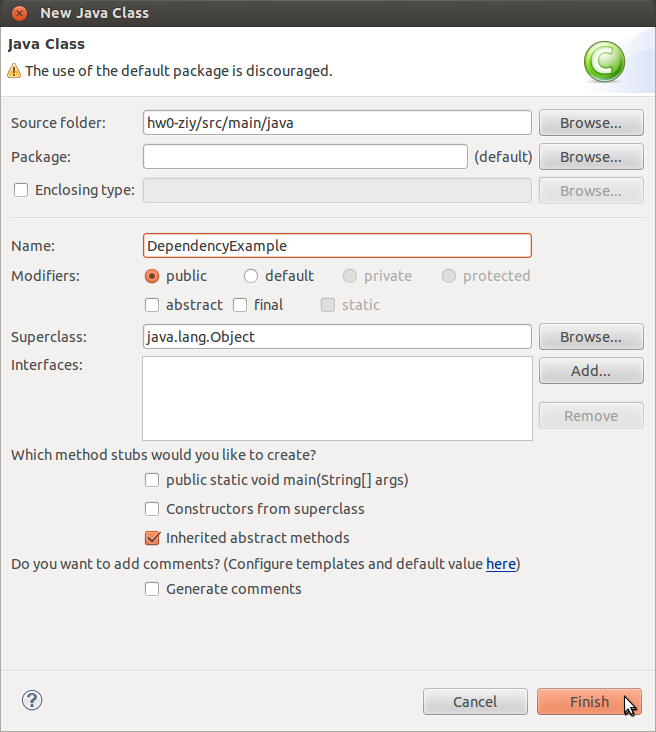 New Java Class
Java Class
The use of the default package is discouraged.
Source folder: hw0-ziy/src/main/java Browse...
Package: (default) Browse...
Enclosing type: Browse...
Name: DependencyExample
Modifiers: public default private protected
abstract final static
Superclass: java.lang.Object Browse...
Interfaces: Add...
Remove
Which method stubs would you like to create?
public static void main(String[] args)
Constructors from superclass
Inherited abstract methods
Do you want to add comments? (Configure templates and default value here)
Generate comments
? Cancel Finish